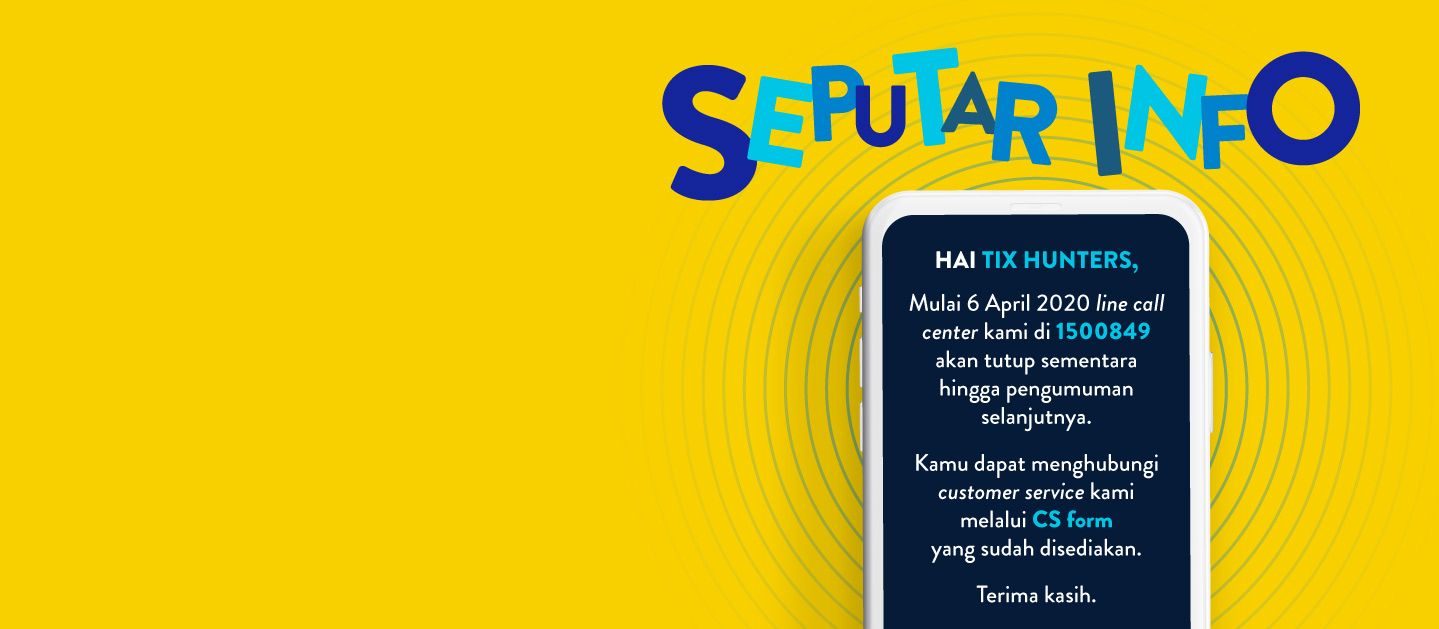 SEPUTAR INFO
HAI TIX HUNTERS,
Mulai 6 April 2020 line call
center kami di 1500849
akan tutup sementara
hingga pengumuman
selanjutnya.
Kamu dapat menghubungi
customer service kami
melalui CS form
yang sudah disediakan.
Terima kasih.